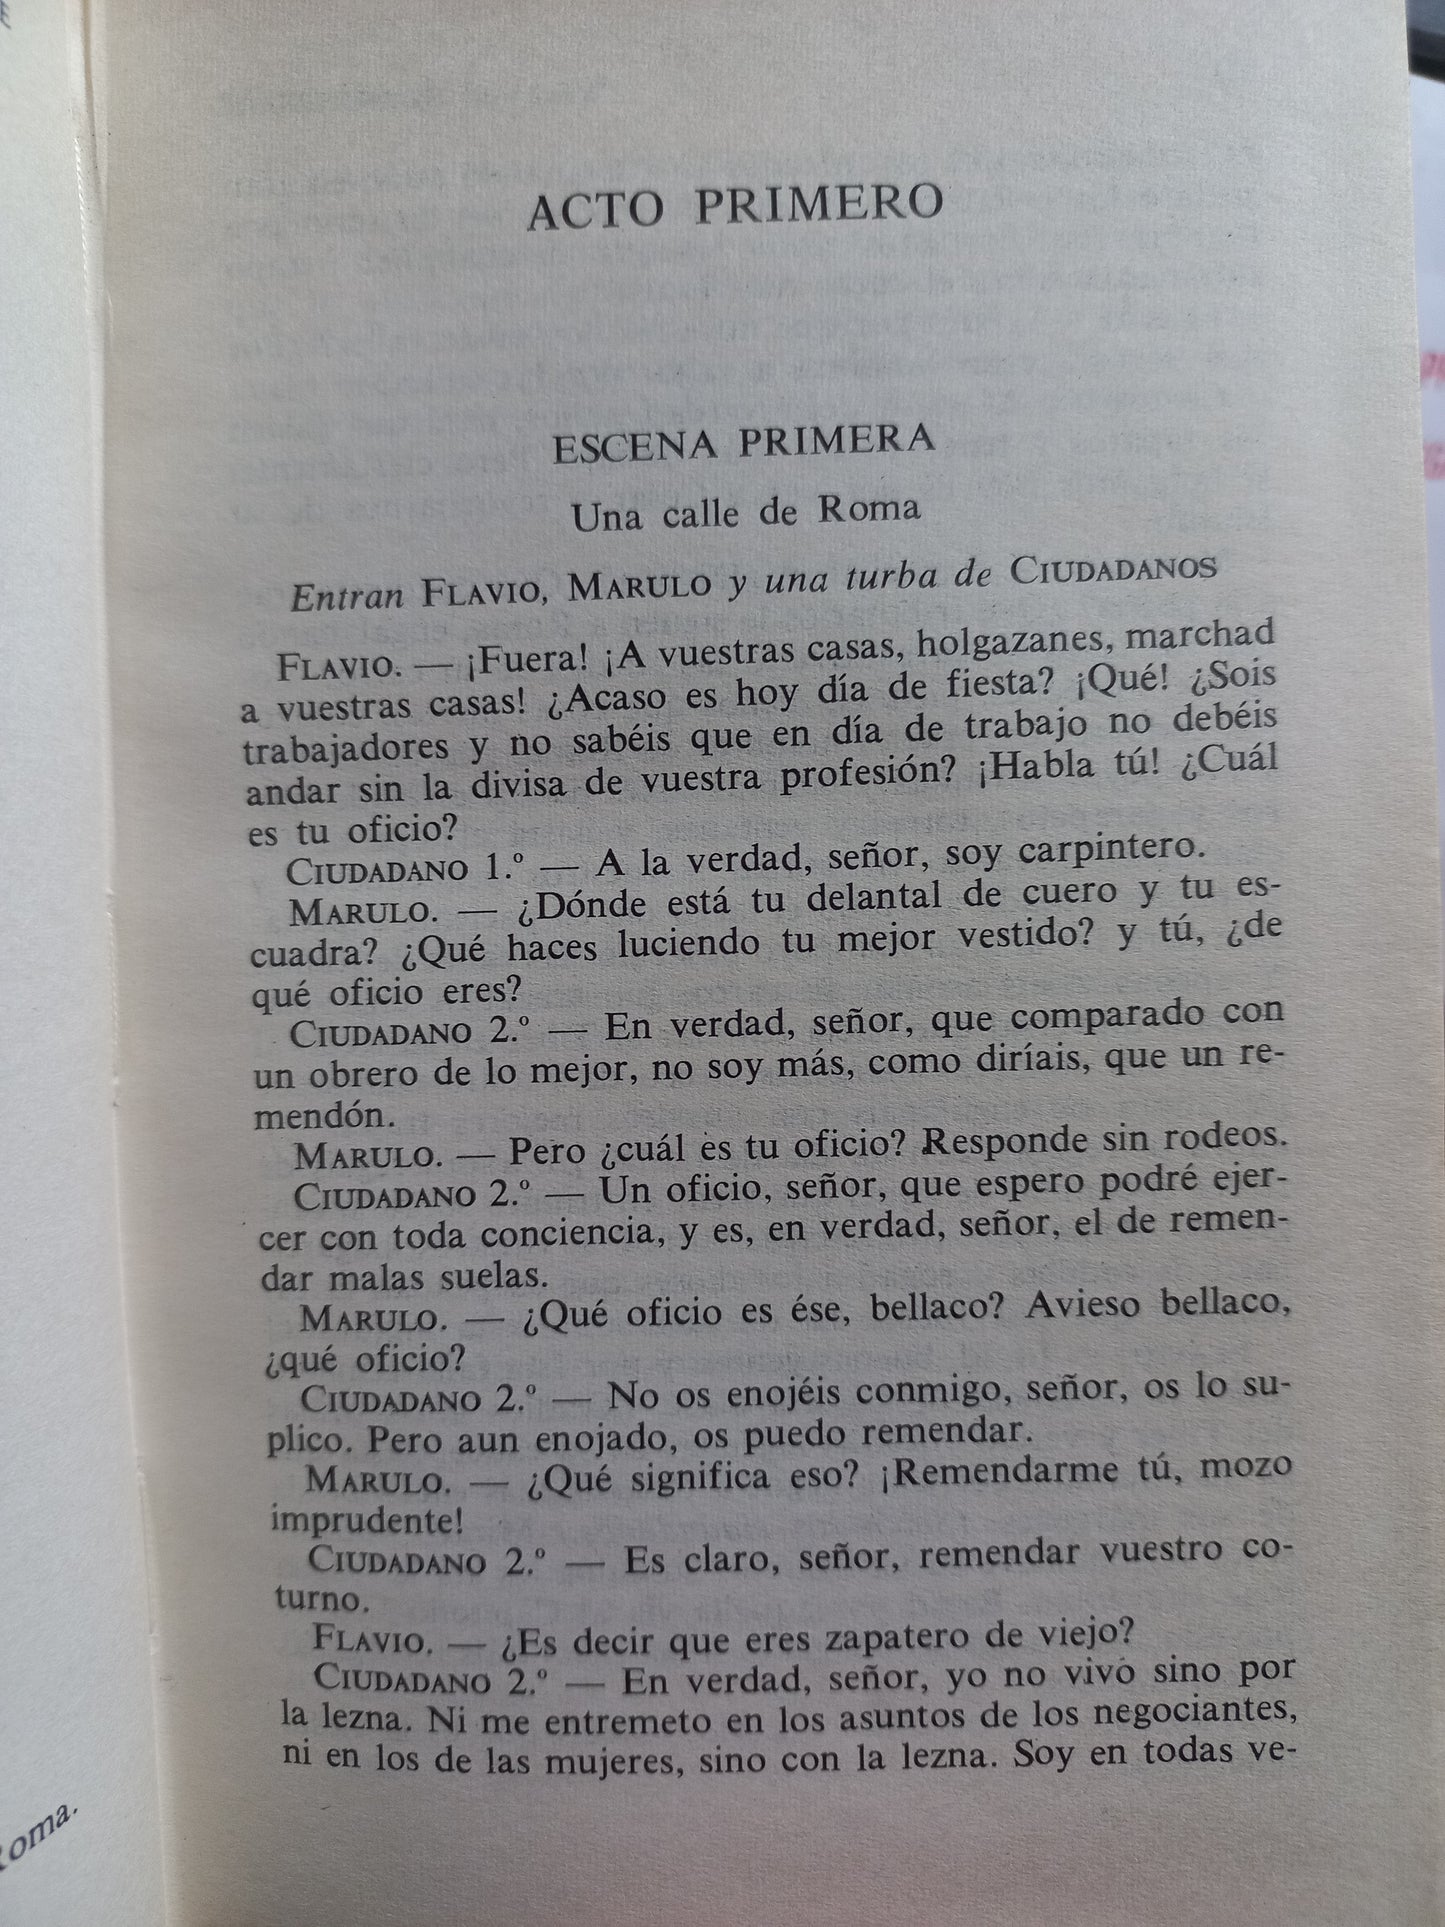 ACTO PRIMERO
ESCENA PRIMERA
Una calle de Roma
Entran FLAVIO, MARULO y una turba de CIUDADANOS
FLAVIO. — ¡Fuera! ¡A vuestras casas, holgazanes, marchad
a vuestras casas! ¿Acaso es hoy día de fiesta? ¡Qué! ¿Sois
trabajadores y no sabéis que en día de trabajo no debéis
andar sin la divisa de vuestra profesión? ¡Habla tú! ¿Cuál
es tu oficio?
CIUDADANO 1.º — A la verdad, señor, soy carpintero.
MARULO. — ¿Dónde está tu delantal de cuero y tu es-
cuadra? ¿Qué haces luciendo tu mejor vestido? y tú, ¿de
qué oficio eres?
CIUDADANO 2.º — En verdad, señor, que comparado con
un obrero de lo mejor, no soy más, como diríais, que un re-
mendón.
MARULO. — Pero ¿cuál es tu oficio? Responde sin rodeos.
CIUDADANO 2.º — Un oficio, señor, que espero podré ejer-
cer con toda conciencia, y es, en verdad, señor, el de remen-
dar malas suelas.
MARULO. — ¿Qué oficio es ése, bellaco? Avieso bellaco,
¿qué oficio?
CIUDADANO 2.º — No os enojéis conmigo, señor, os lo su-
plico. Pero aun enojado, os puedo remendar.
MARULO. — ¿Qué significa eso? ¡Remendarme tú, mozo
imprudente!
CIUDADANO 2.º — Es claro, señor, remendar vuestro co-
turno.
FLAVIO. — ¿Es decir que eres zapatero de viejo?
CIUDADANO 2.º — En verdad, señor, yo no vivo sino por
la lezna. Ni me entremeto en los asuntos de los negociantes,
ni en los de las mujeres, sino con la lezna. Soy en todas ve-
Roma.